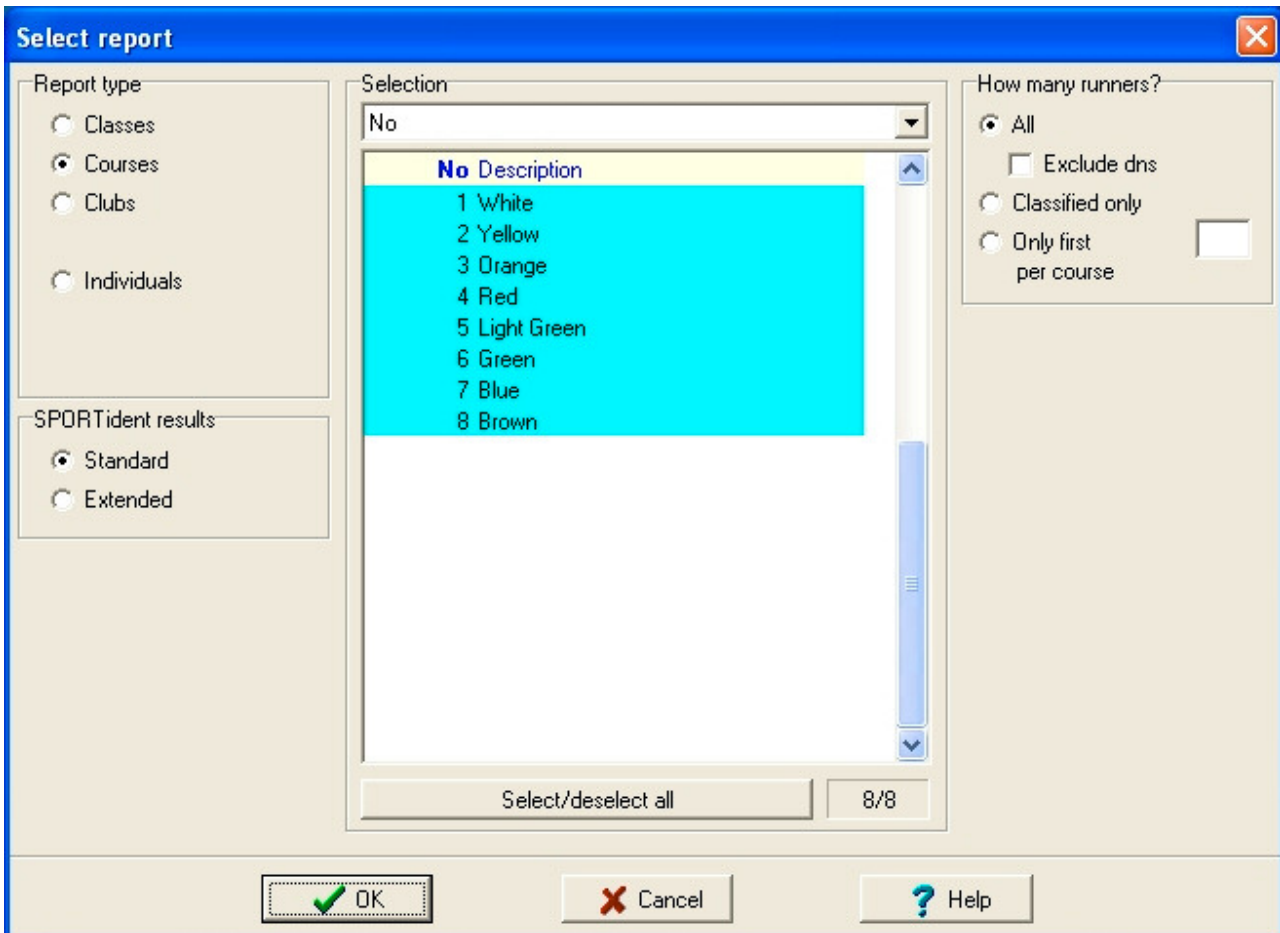 Select report
Report type
Classes
Courses
Clubs
Individuals
SPORTident results
Standard
Extended
Selection
No
No Description
1 White
2 Yellow
3 Orange
4 Red
5 Light Green
6 Green
7 Blue
8 Brown
Select/deselect all
8/8
How many runners?
All
Exclude dns
Classified only
Only first
per course
OK
Cancel
Help